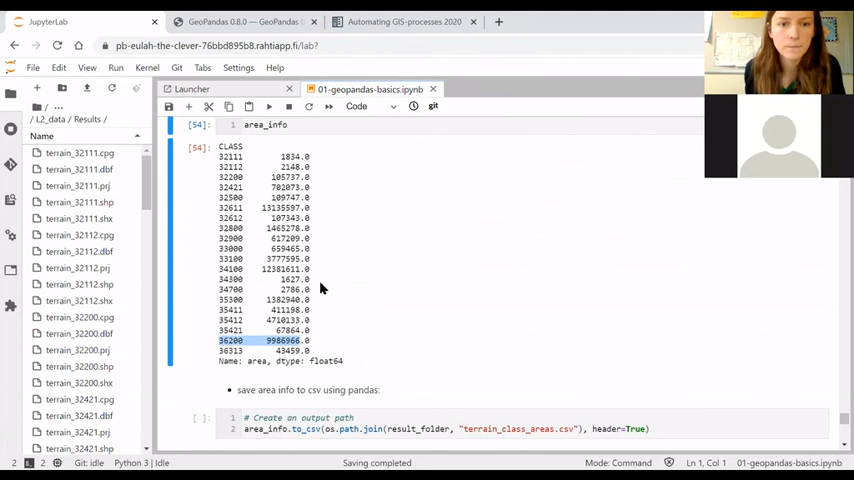 JupyterLab
GeoPandas 0.8.0 — GeoPandas 0
Automating GIS-processes 2020
pb-eulah-the-clever-76bbd895b8.rahtiapp.fi/lab?
File Edit View Run Kernel Git Tabs Settings Help
Launcher
01-geopandas-basics.ipynb
Code
git
/ L2_data / Results /
Name
terrain_32111.cpg
terrain_32111.dbf
terrain_32111.prj
terrain_32111.shp
terrain_32111.shx
terrain_32112.cpg
terrain_32112.dbf
terrain_32112.prj
terrain_32112.shp
terrain_32112.shx
terrain_32200.cpg
terrain_32200.dbf
terrain_32200.prj
terrain_32200.shp
terrain_32200.shx
terrain_32421.cpg
terrain_32421.dbf
terrain_32421.prj
terrain_32421.shp
[54]: 1 area_info
[54]: CLASS
32111 1834.0
32112 2148.0
32200 105737.0
32421 702073.0
32500 109747.0
32611 13135597.0
32612 107343.0
32800 1465278.0
32900 617209.0
33000 659465.0
33100 3777595.0
34100 12381611.0
34300 1627.0
34700 2786.0
35300 1382940.0
35411 411198.0
35412 4710133.0
35421 67864.0
36200 9986966.0
36313 43459.0
Name: area, dtype: float64
• save area info to csv using pandas:
[ ]: 1 # Create an output path
2 area_info.to_csv(os.path.join(result_folder, "terrain_class_areas.csv"), header=True)
2 2 Git: idle Python 3 | Idle Saving completed Mode: Command Ln 1, Col 1 01-geopandas-basics.ipynb